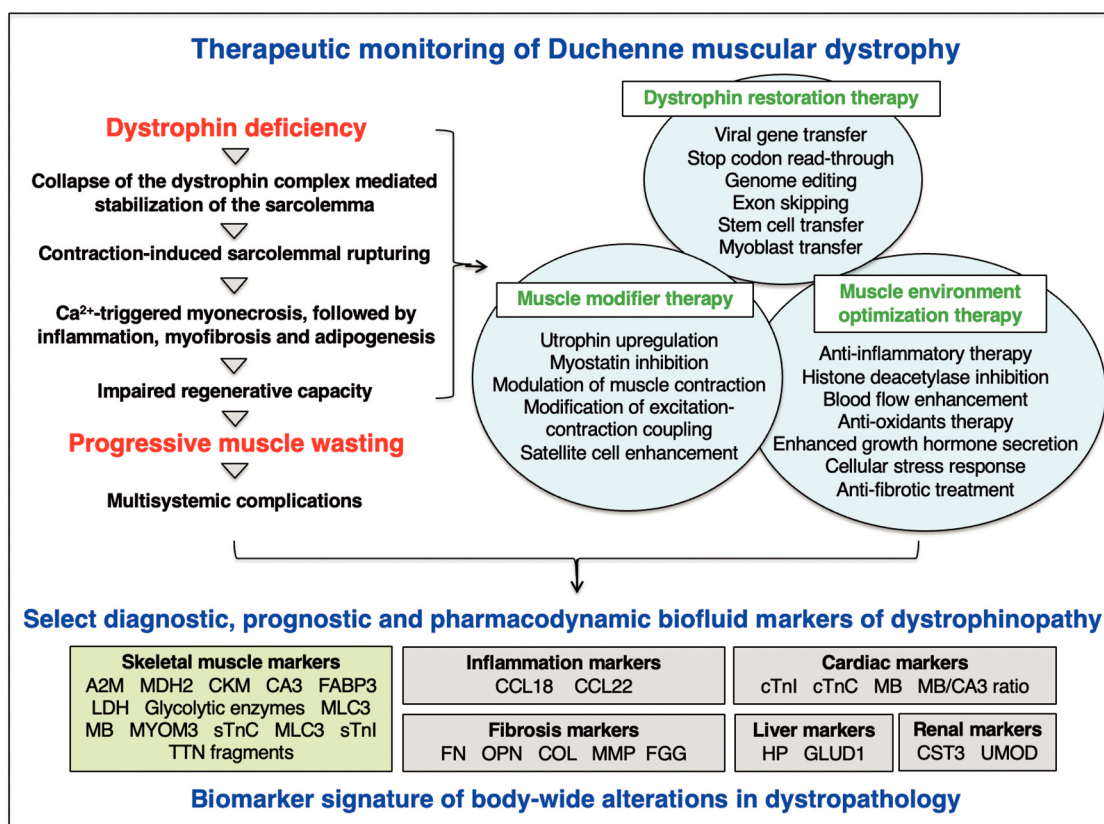 Therapeutic monitoring of Duchenne muscular dystrophy
Dystrophin deficiency
Collapse of the dystrophin complex mediated
stabilization of the sarcolemma
Contraction-induced sarcolemmal rupturing
Ca²⁺-triggered myonecrosis, followed by
inflammation, myofibrosis and adipogenesis
Impaired regenerative capacity
Progressive muscle wasting
Multisystemic complications
Dystrophin restoration therapy
Viral gene transfer
Stop codon read-through
Genome editing
Exon skipping
Stem cell transfer
Myoblast transfer
Muscle modifier therapy
Utrophin upregulation
Myostatin inhibition
Modulation of muscle contraction
Modification of excitation-
contraction coupling
Satellite cell enhancement
Muscle environment
optimization therapy
Anti-inflammatory therapy
Histone deacetylase inhibition
Blood flow enhancement
Anti-oxidants therapy
Enhanced growth hormone secretion
Cellular stress response
Anti-fibrotic treatment
Select diagnostic, prognostic and pharmacodynamic biofluid markers of dystrophinopathy
Skeletal muscle markers
A2M MDH2 CKM CA3 FABP3
LDH Glycolytic enzymes MLC3
MB MYOM3 sTnC MLC3 sTnI
TTN fragments
Inflammation markers
CCL18 CCL22
Fibrosis markers
FN OPN COL MMP FGG
Cardiac markers
cTnI cTnC MB MB/CA3 ratio
Liver markers
HP GLUD1
Renal markers
CST3 UMOD
Biomarker signature of body-wide alterations in dystropathology